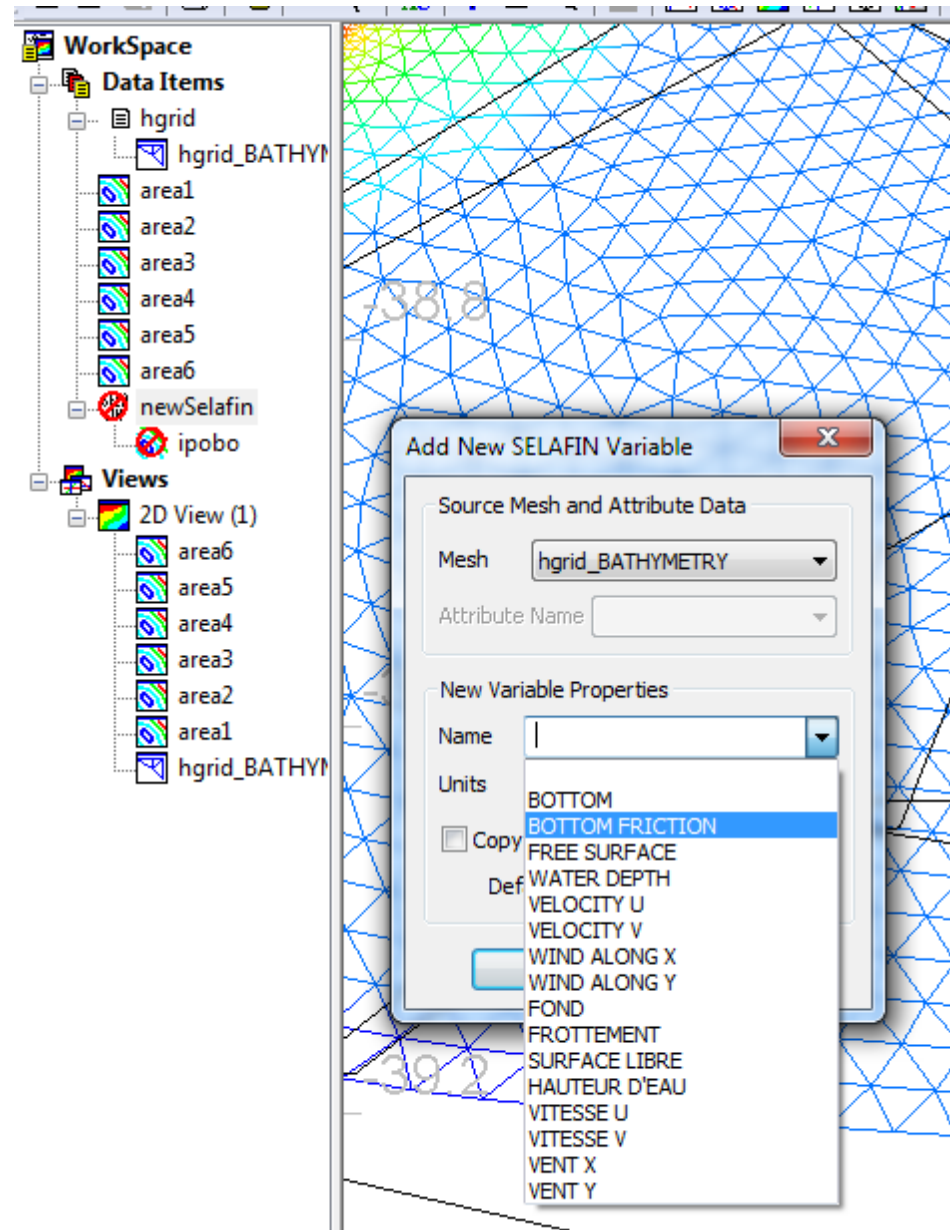 WorkSpace
Data Items
hgrid
hgrid_BATHYM
area1
area2
area3
area4
area5
area6
newSelafin
ipobo
Views
2D View (1)
area6
area5
area4
area3
area2
area1
hgrid_BATHYM
-38.8
-39.2
Add New SELAFIN Variable
Source Mesh and Attribute Data
Mesh
hgrid_BATHYMETRY
Attribute Name
New Variable Properties
Name
Units
Copy
Def
BOTTOM
BOTTOM FRICTION
FREE SURFACE
WATER DEPTH
VELOCITY U
VELOCITY V
WIND ALONG X
WIND ALONG Y
FOND
FROTTEMENT
SURFACE LIBRE
HAUTEUR D'EAU
VITESSE U
VITESSE V
VENT X
VENT Y